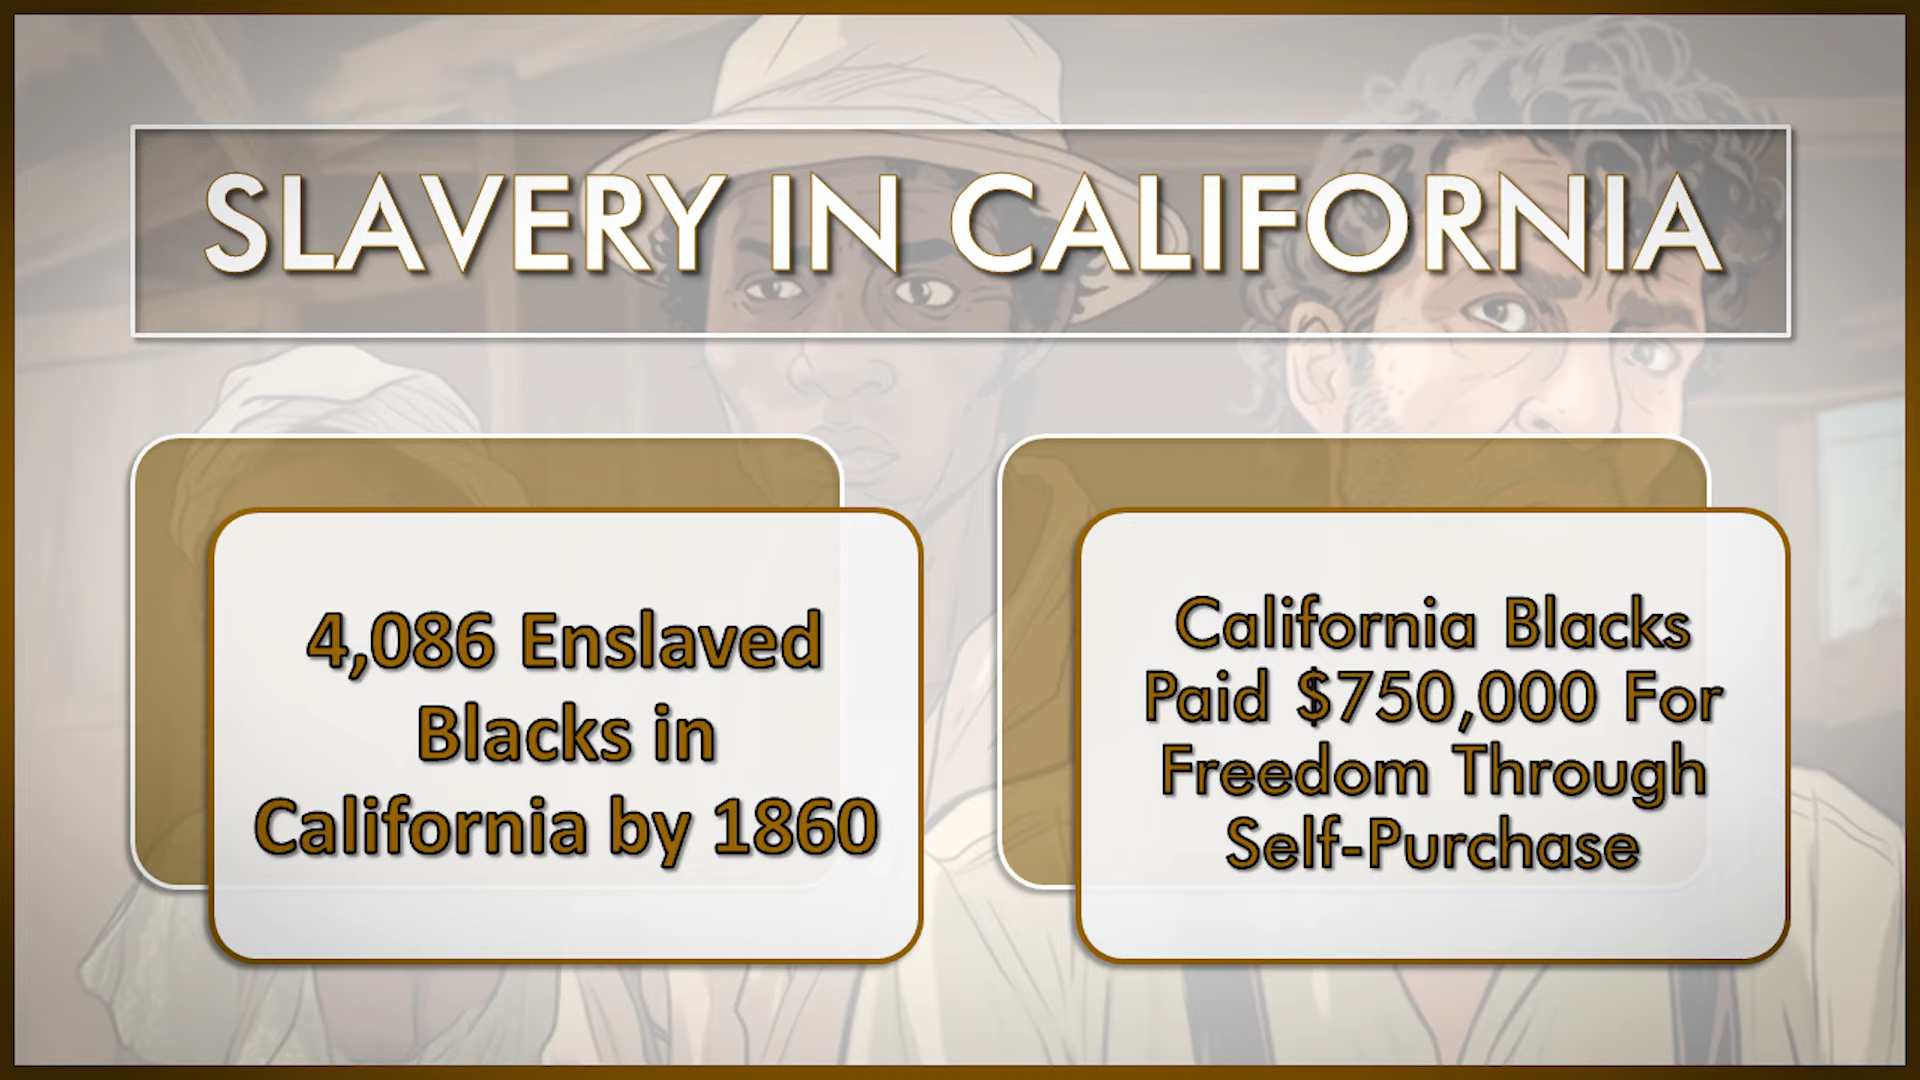 SLAVERY IN CALIFORNIA
4,086 Enslaved
Blacks in
California by 1860
California Blacks
Paid $750,000 For
Freedom Through
Self-Purchase